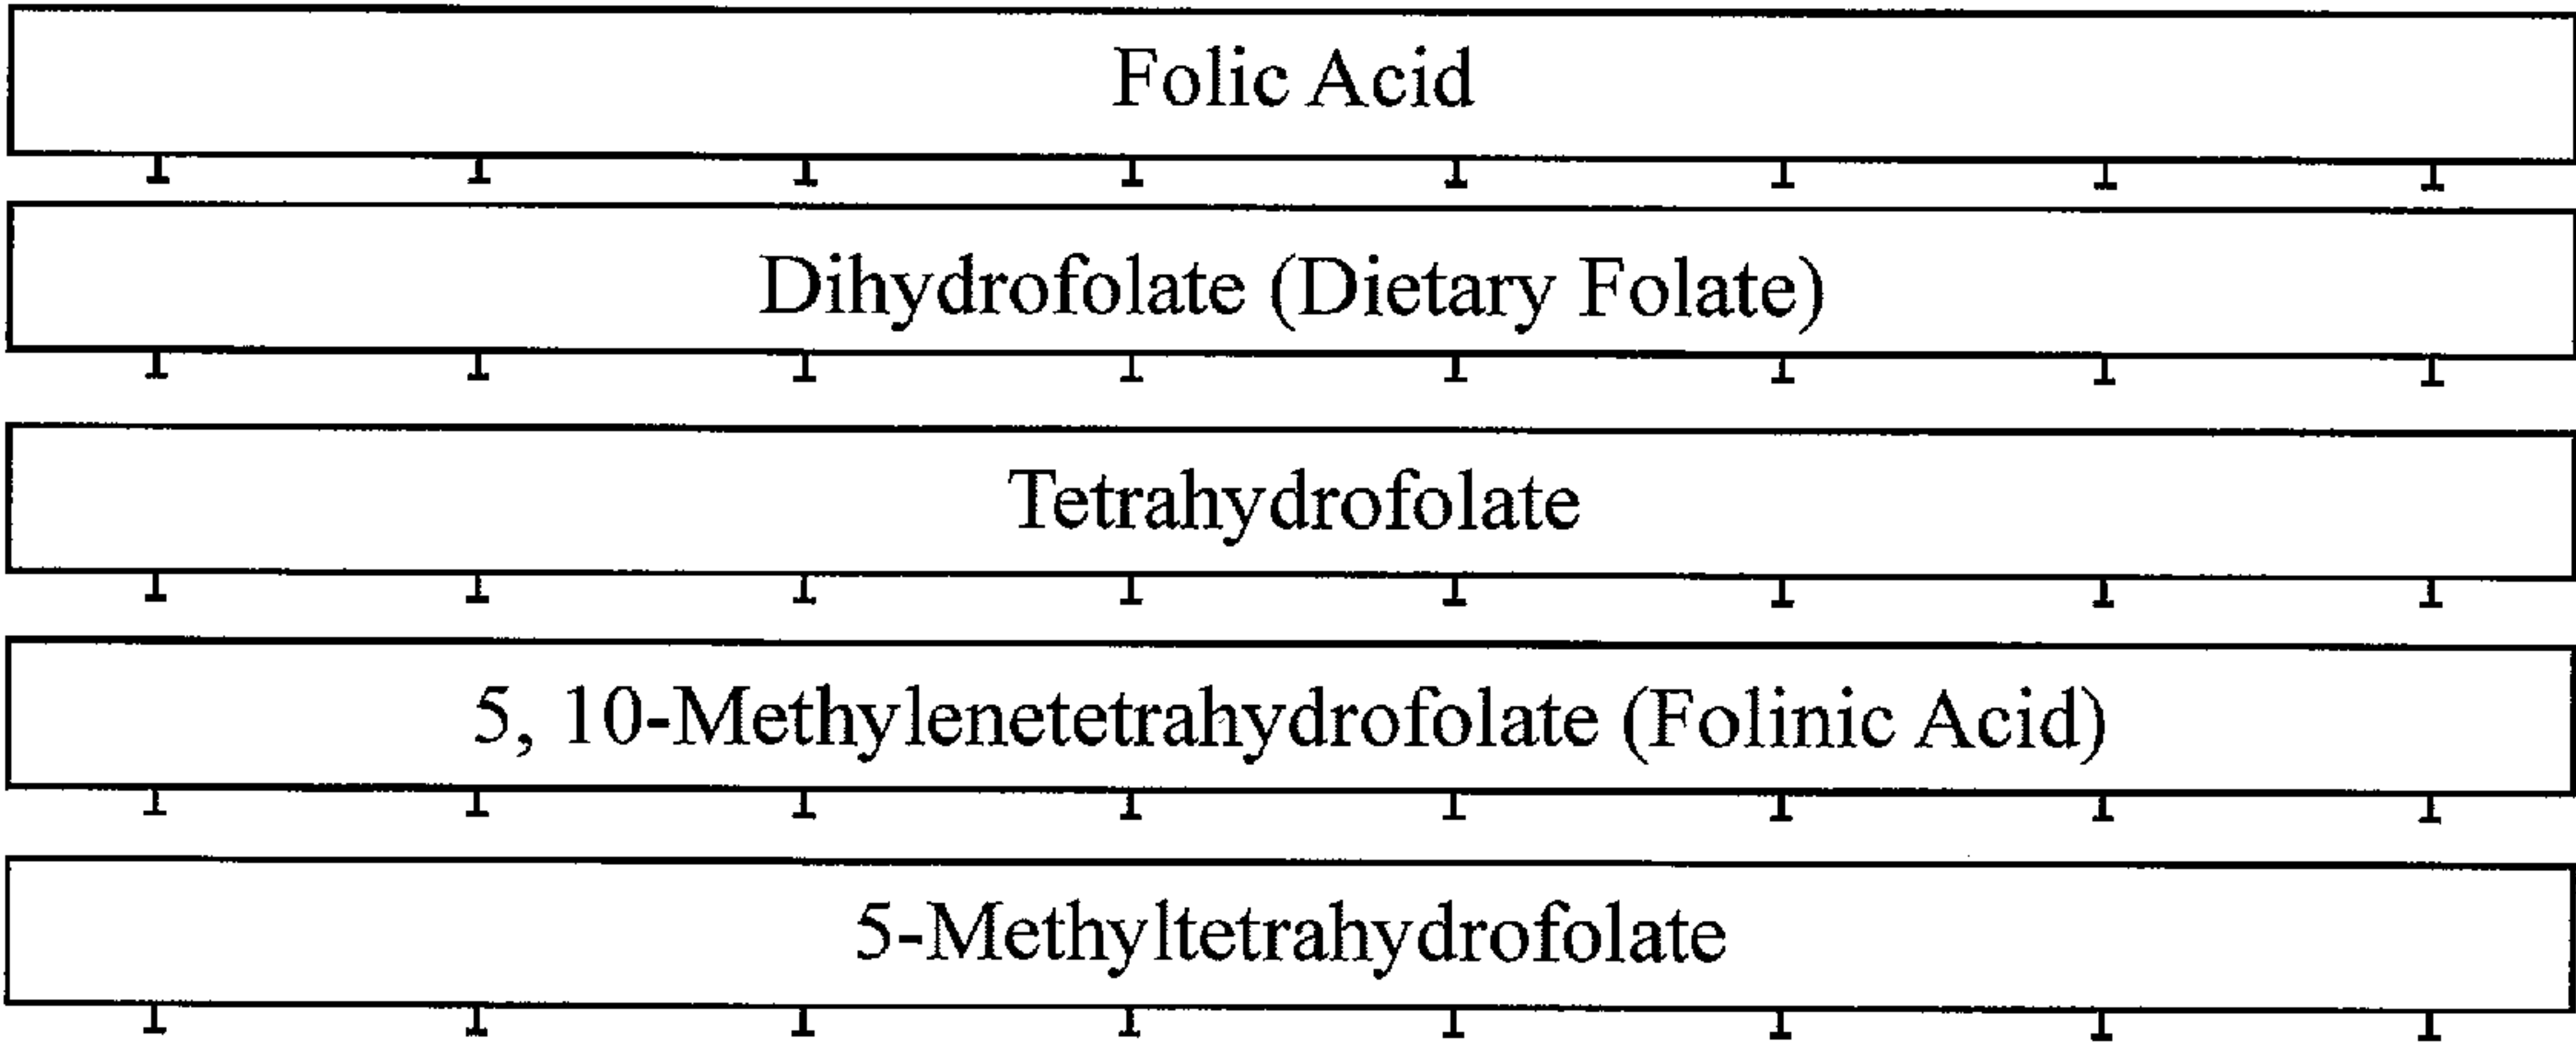 Folic Acid
Dihydrofolate (Dietary Folate)
Tetrahydrofolate
5, 10-Methylenetetrahydrofolate (Folinic Acid)
5-Methyltetrahydrofolate